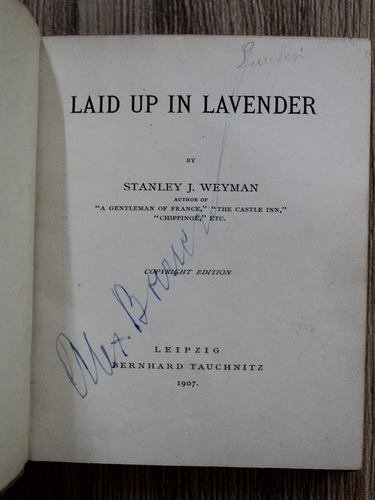 LAID UP IN LAVENDER
BY
STANLEY J. WEYMAN
AUTHOR OF
"A GENTLEMAN OF FRANCE," "THE CASTLE INN,"
"CHIPPINGE," ETC.
COPYRIGHT EDITION
Alex
LEIPZIG
BERNHARD TAUCHNITZ
1907.